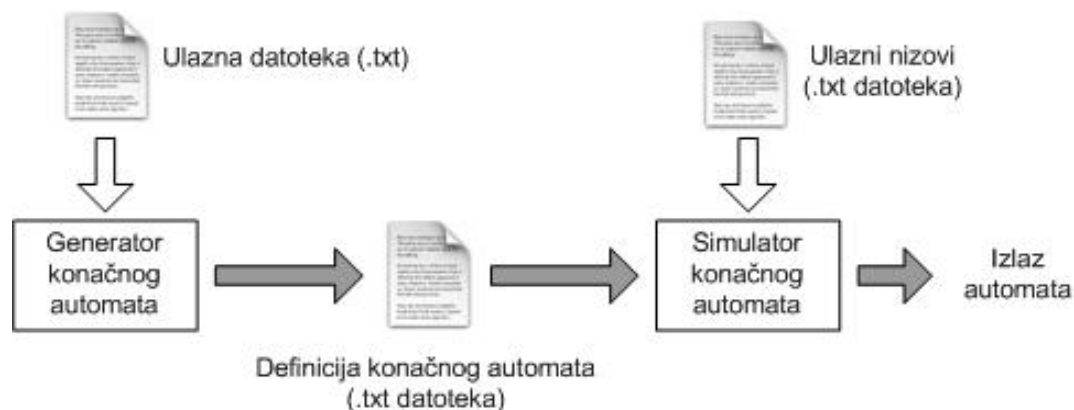 Ulazna datoteka (.txt)
Ulazni nizovi
(.txt datoteka)
Generator
konačnog
automata
Simulator
konačnog
automata
Izlaz
automata
Definicija konačnog automata
(.txt datoteka)